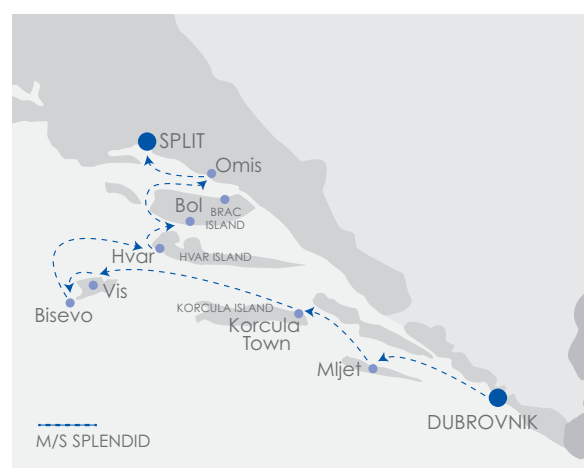 SPLIT
Omis
Bol
BRAC
ISLAND
Hvar
HVAR ISLAND
Vis
Bisevo
KORCULA ISLAND
Korcula
Town
Mljet
DUBROVNIK
M/S SPLENDID